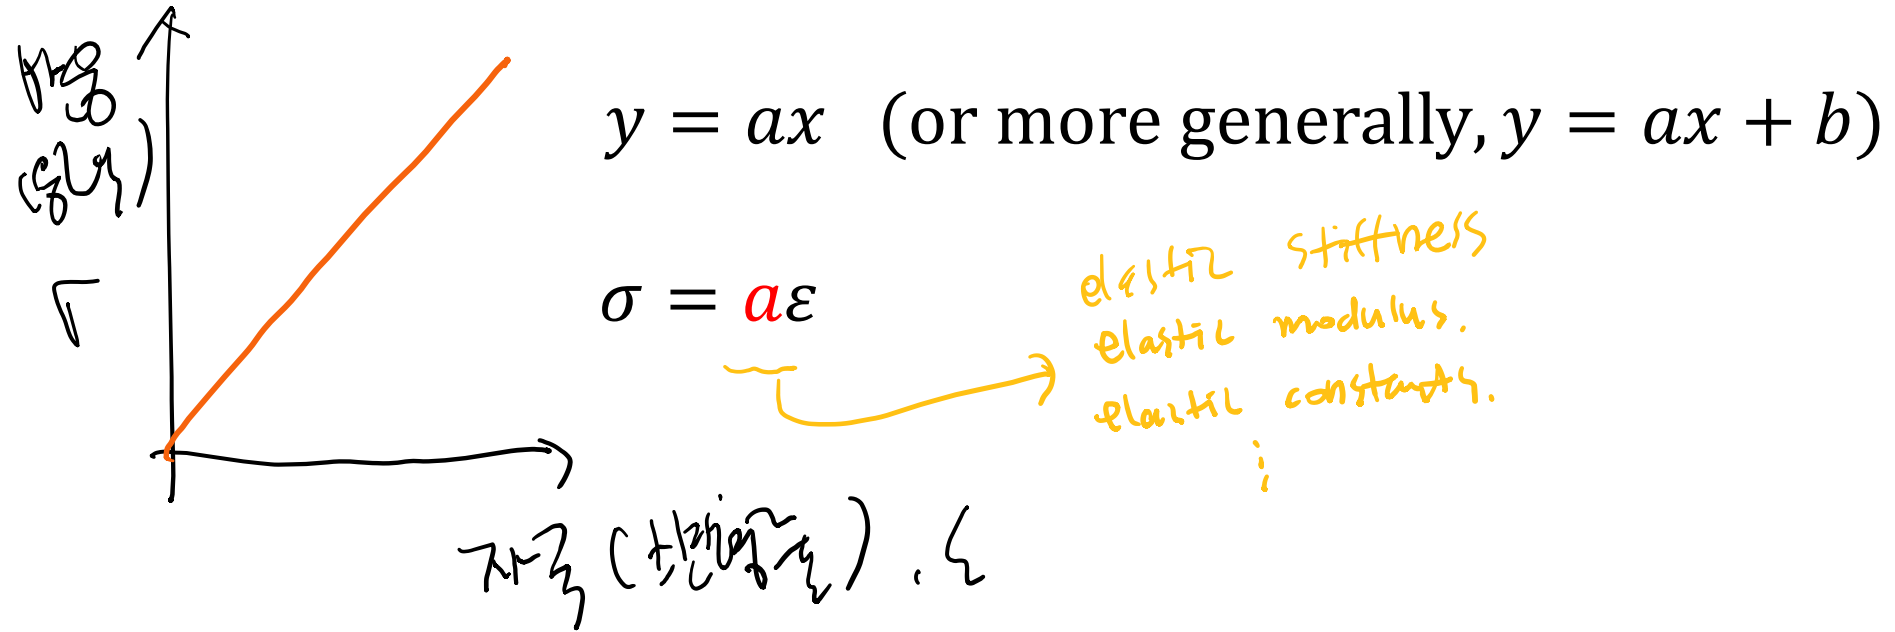 반응
(응력)
σ
y = ax (or more generally, y = ax + b)
σ = aε
elastic stiffness
elastic modulus.
elastic constants.
⋮
자극 (변형률), ε